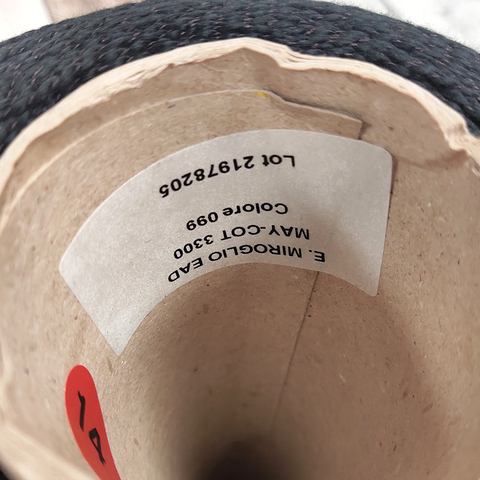 E. MIROGLIO EAD
MAY-COT 3300
Colore 099
Lot 21978205